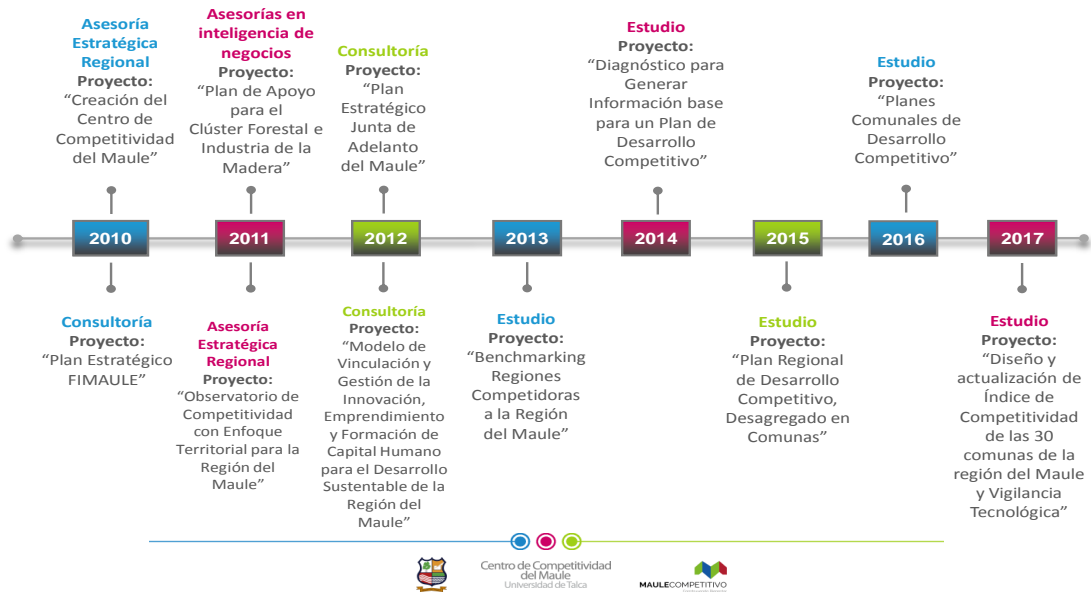 Asesoría
Estratégica
Regional
Proyecto:
“Creación del
Centro de
Competitividad
del Maule”
Asesorías en
inteligencia de
negocios
Proyecto:
“Plan de Apoyo
para el
Clúster Forestal e
Industria de la
Madera”
Consultoría
Proyecto:
“Plan
Estratégico
Junta de
Adelanto
del Maule”
Estudio
Proyecto:
“Diagnóstico para
Generar
Información base
para un Plan de
Desarrollo
Competitivo”
Estudio
Proyecto:
“Planes
Comunales de
Desarrollo
Competitivo”
2010
2011
2012
2013
2014
2015
2016
2017
Consultoría
Proyecto:
“Plan Estratégico
FIMAULE”
Asesoría
Estratégica
Regional
Proyecto:
“Observatorio de
Competitividad
con Enfoque
Territorial para la
Región del
Maule”
Consultoría
Proyecto:
“Modelo de
Vinculación y
Gestión de la
Innovación,
Emprendimiento
y Formación de
Capital Humano
para el Desarrollo
Sustentable de la
Región del
Maule”
Estudio
Proyecto:
“Benchmarking
Regiones
Competidoras
a la Región
del Maule”
Estudio
Proyecto:
“Plan Regional
de Desarrollo
Competitivo,
Desagregado en
Comunas”
Estudio
Proyecto:
“Diseño y
actualización de
Índice de
Competitividad
de las 30
comunas de la
región del Maule
y Vigilancia
Tecnológica”
Centro de Competitividad
del Maule
Universidad de Talca
MAULECOMPETITIVO